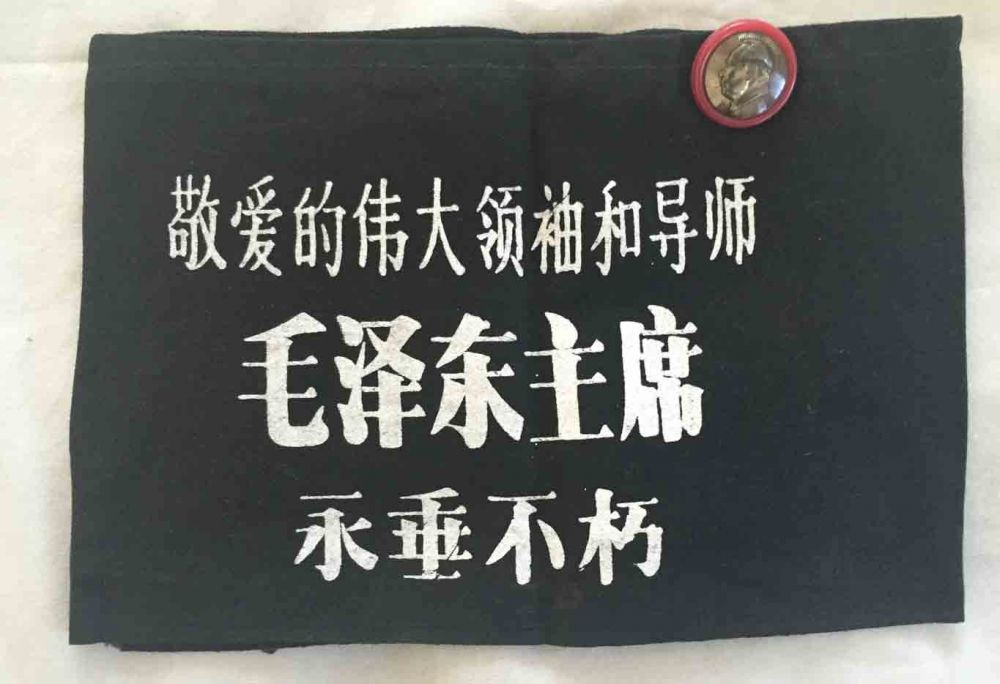 敬爱的伟大领袖和导师
毛泽东主席
永垂不朽